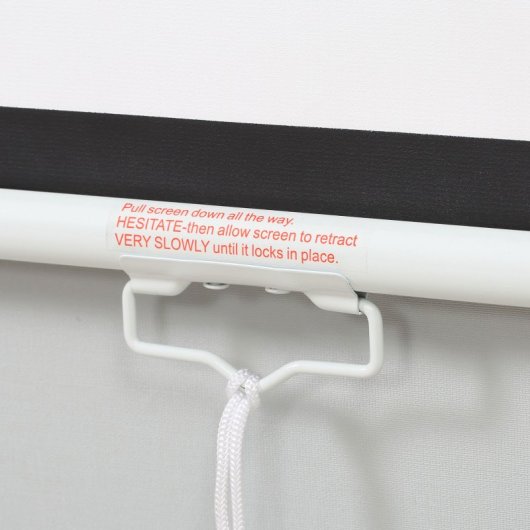 Pull screen down all the way.
HESITATE-then allow screen to retract
VERY SLOWLY until it locks in place.